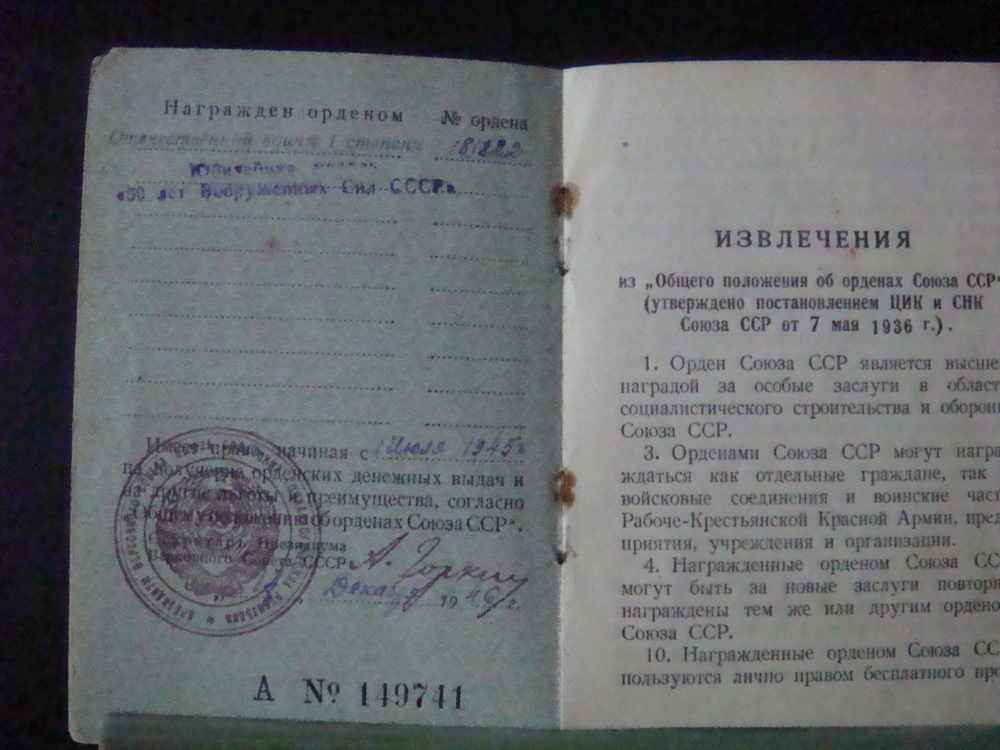 Награжден орденом № ордена
Отечественной войны I степени 181222
Юбилейная медаль
«30 лет Вооруженных Сил СССР»
Имеет право начиная с 1 Июля 1945г
на получение орденских денежных выдач и
на другие льготы и преимущества, согласно
„Общему положению об орденах Союза ССР“.
Секретарь Президиума
Верховного Совета СССР А. Горкин
Декабря 1946 г.
А № 149741
ИЗВЛЕЧЕНИЯ
из „Общего положения об орденах Союза ССР“
(утверждено постановлением ЦИК и СНК
Союза ССР от 7 мая 1936 г.).
1. Орден Союза ССР является высше
наградой за особые заслуги в област
социалистического строительства и оборон
Союза ССР.
3. Орденами Союза ССР могут награ
ждаться как отдельные граждане, так
войсковые соединения и воинские част
Рабоче-Крестьянской Красной Армии, пред
приятия, учреждения и организации.
4. Награжденные орденом Союза СС
могут быть за новые заслуги повторн
награждены тем же или другим ордено
Союза ССР.
10. Награжденные орденом Союза СС
пользуются лично правом бесплатного про